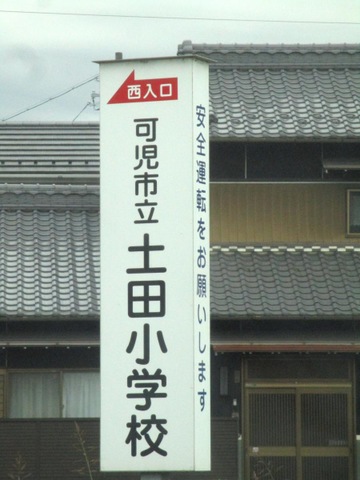 西入口
可児市立土田小学校
安全運転をお願いします